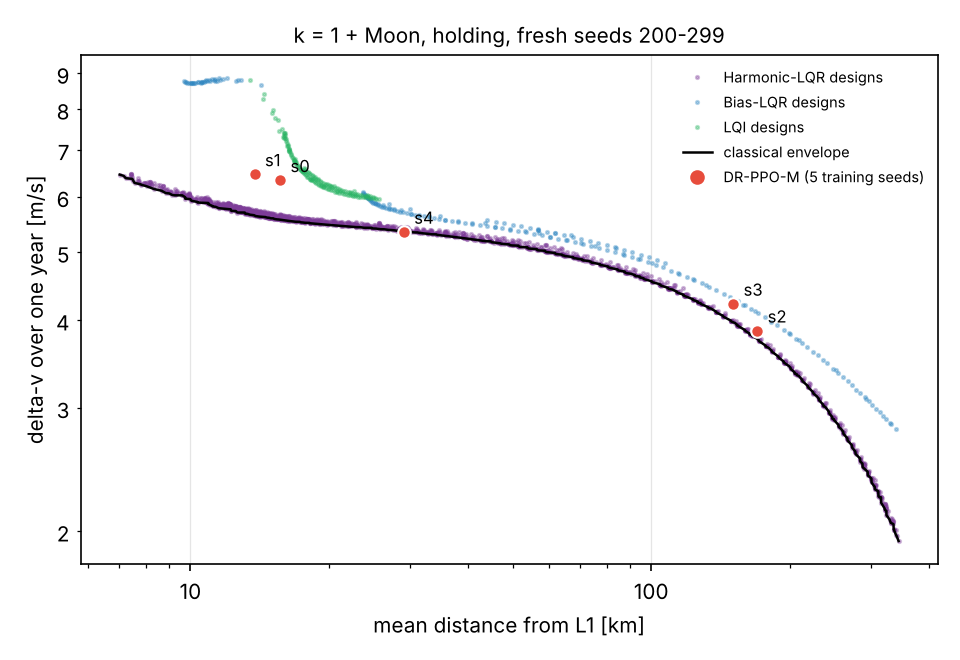 k = 1 + Moon, holding, fresh seeds 200-299
Harmonic-LQR designs
Bias-LQR designs
LQI designs
classical envelope
DR-PPO-M (5 training seeds)
delta-v over one year [m/s]
9
8
7
6
5
4
3
2
s1
s0
s4
s3
s2
10
100
mean distance from L1 [km]